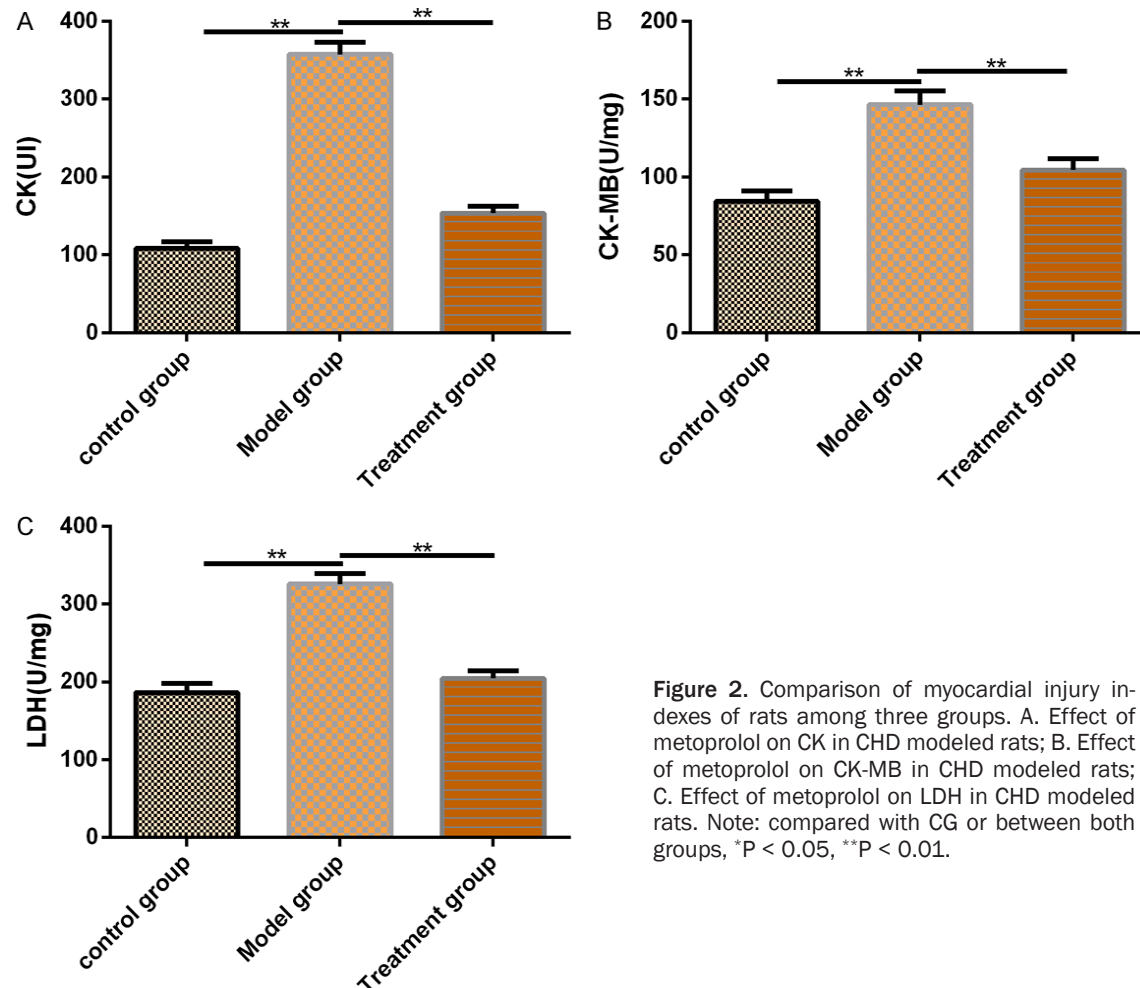 A
400
300
200
100
0
CK(UI)
**
**
control group
Model group
Treatment group
B
200
150
100
50
0
CK-MB(U/mg)
**
**
control group
Model group
Treatment group
C
400
300
200
100
0
LDH(U/mg)
**
**
control group
Model group
Treatment group
Figure 2. Comparison of myocardial injury in-
dexes of rats among three groups. A. Effect of
metoprolol on CK in CHD modeled rats; B. Effect
of metoprolol on CK-MB in CHD modeled rats;
C. Effect of metoprolol on LDH in CHD modeled
rats. Note: compared with CG or between both
groups, *P < 0.05, **P < 0.01.